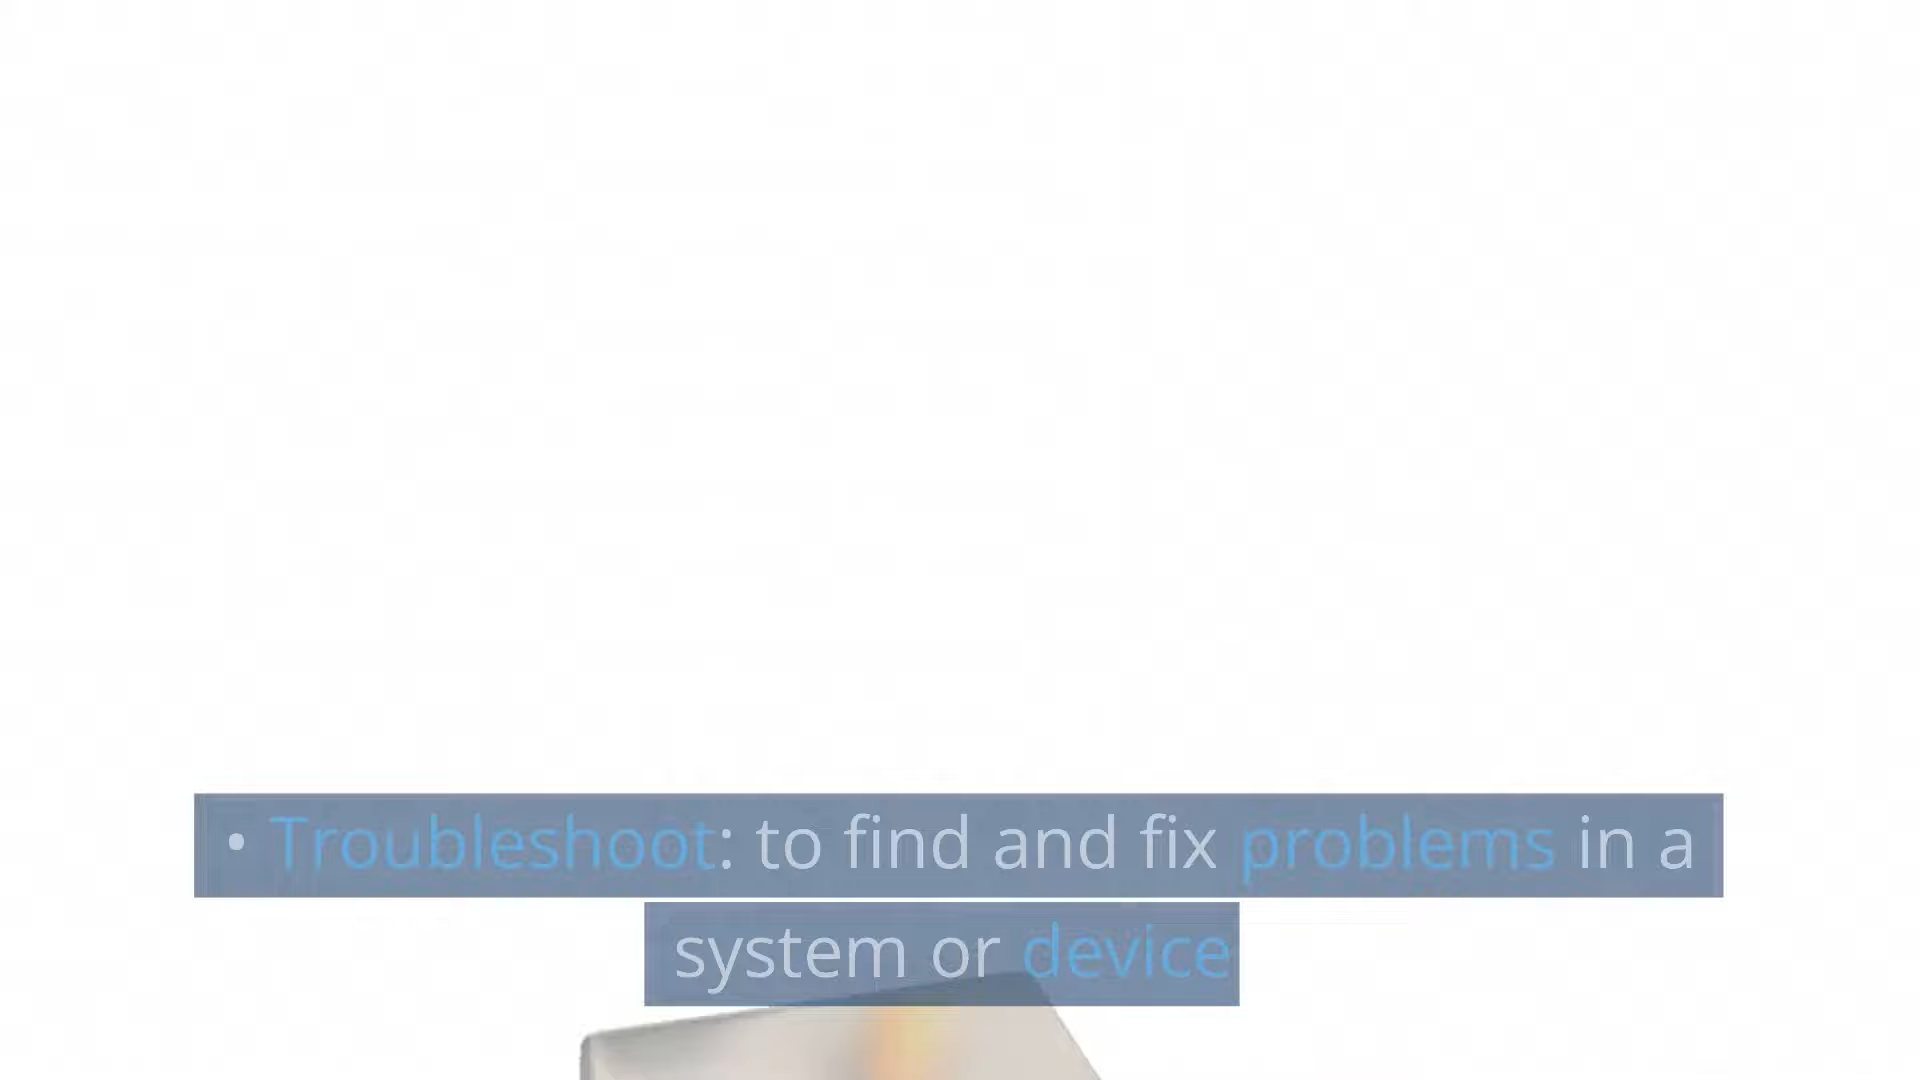 • Troubleshoot: to find and fix problems in a
system or device